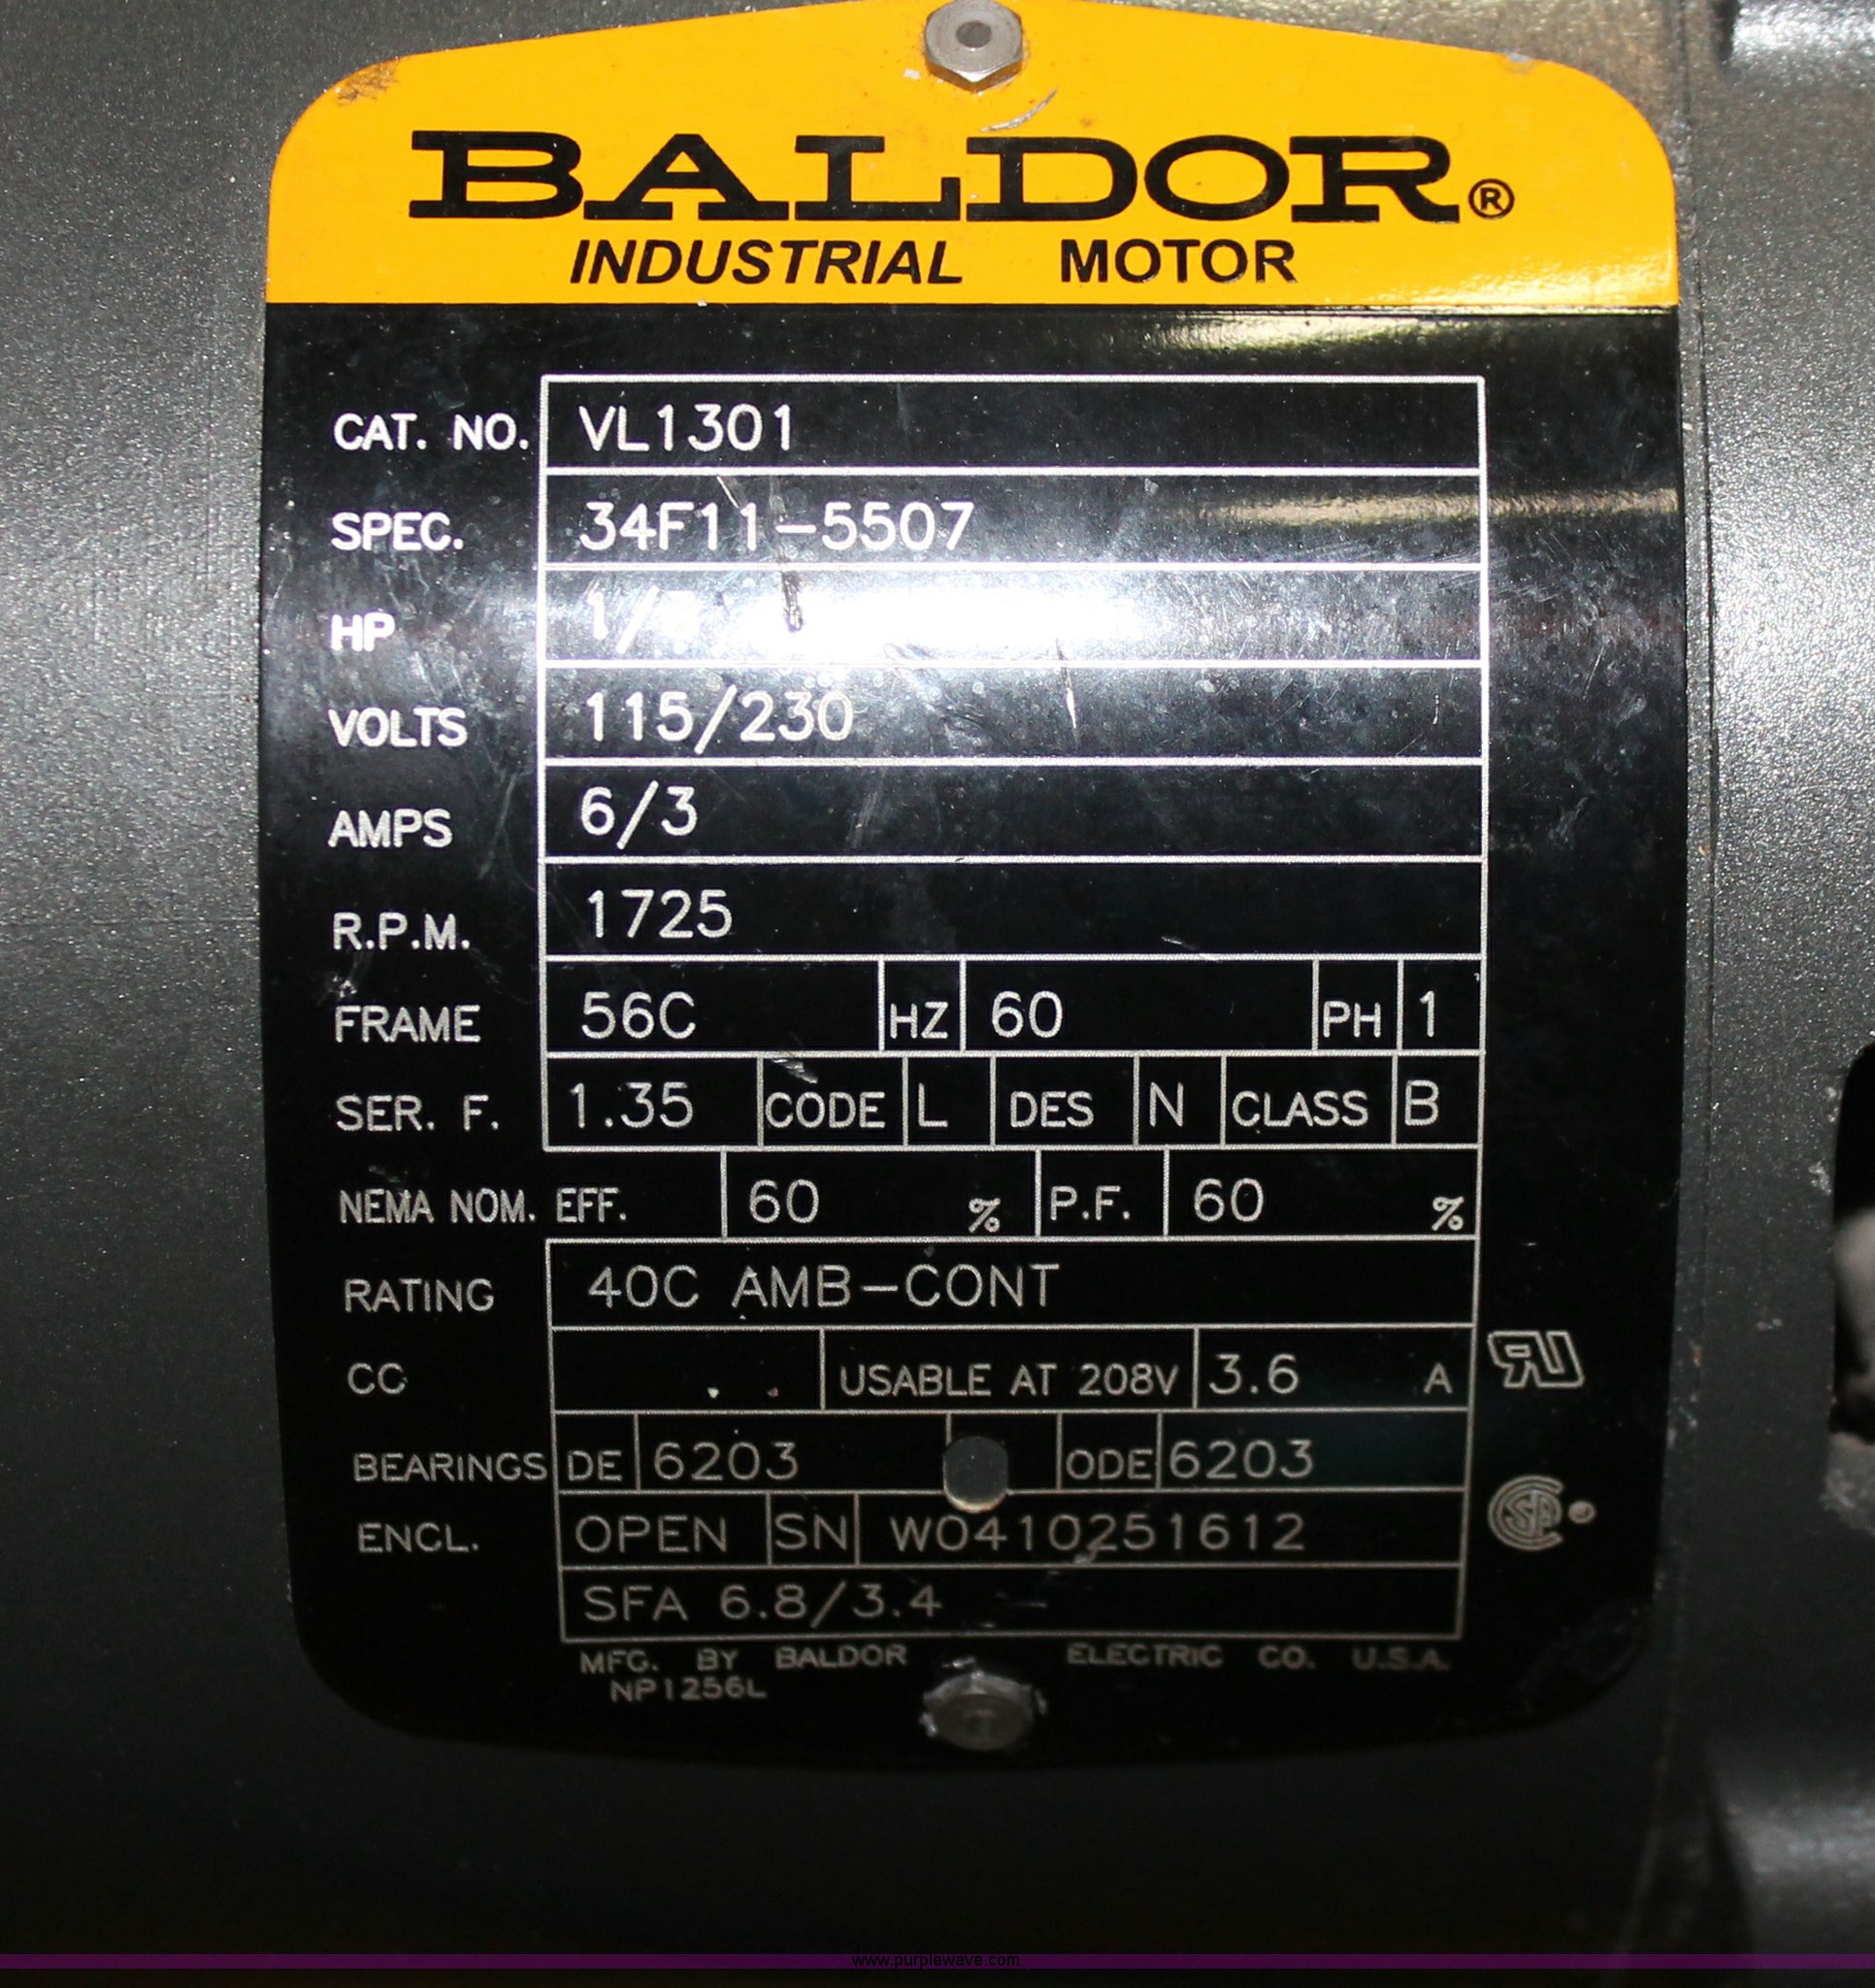 BALDOR®
INDUSTRIAL MOTOR
CAT. NO. VL1301
SPEC. 34F11-5507
HP
VOLTS 115/230
AMPS 6/3
R.P.M. 1725
FRAME 56C HZ 60 PH 1
SER. F. 1.35 CODE L DES N CLASS B
NEMA NOM. EFF. 60 % P.F. 60 %
RATING 40C AMB-CONT
CC USABLE AT 208V 3.6 A
BEARINGS DE 6203 ODE 6203
ENCL. OPEN SN W0410251612
SFA 6.8/3.4
MFG. BY BALDOR ELECTRIC CO. U.S.A.
NP1256L
www.purplewave.com